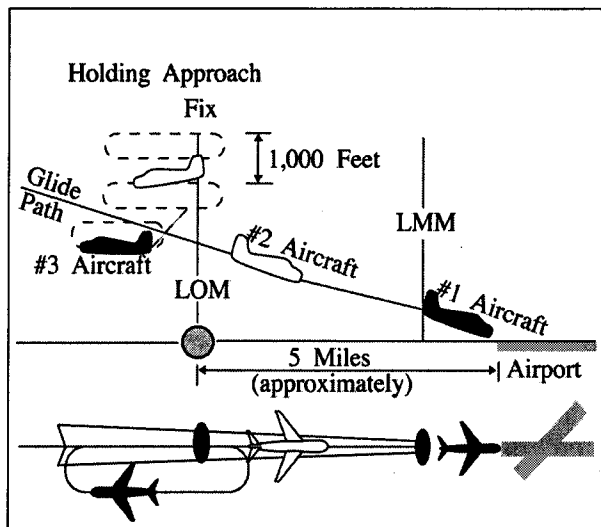 Holding Approach
Fix
1,000 Feet
Glide
Path
#2 Aircraft
LMM
#3 Aircraft
LOM
#1 Aircraft
5 Miles
(approximately)
Airport